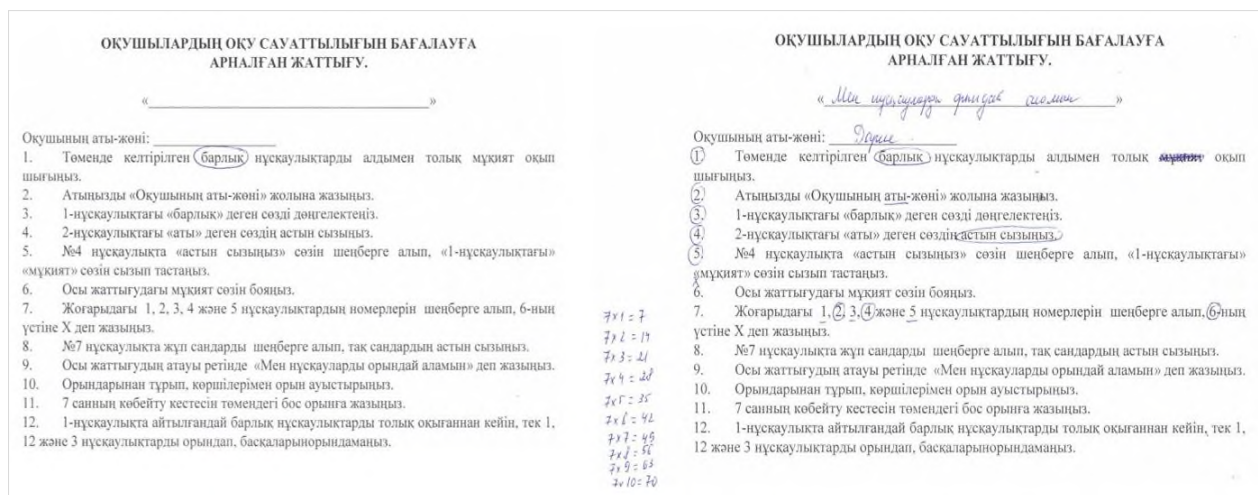 ОҚУШЫЛАРДЫҢ ОҚУ САУАТТЫЛЫҒЫН БАҒАЛАУҒА
АРНАЛҒАН ЖАТТЫҒУ.
«                              »
Оқушының аты-жөні:
1. Төменде келтірілген барлық нұсқаулықтарды алдымен толық мұқият оқып
шығыңыз.
2. Атыңызды «Оқушының аты-жөні» жолына жазыңыз.
3. 1-нұсқаулықтағы «барлық» деген сөзді дөңгелектеңіз.
4. 2-нұсқаулықтағы «аты» деген сөздің астын сызыңыз.
5. №4 нұсқаулықта «астын сызыңыз» сөзін шеңберге алып, «1-нұсқаулықтағы»
«мұқият» сөзін сызып тастаңыз.
6. Осы жаттығудағы мұқият сөзін бояңыз.
7. Жоғарыдағы 1, 2, 3, 4 және 5 нұсқаулықтардың номерлерін шеңберге алып, 6-ның
үстіне X деп жазыңыз.
8. №7 нұсқаулықта жұп сандарды шеңберге алып, тақ сандардың астын сызыңыз.
9. Осы жаттығудың атауы ретінде «Мен нұсқауларды орындай аламын» деп жазыңыз.
10. Орындарынан тұрып, көршілерімен орын ауыстырыңыз.
11. 7 санның көбейту кестесін төмендегі бос орынға жазыңыз.
12. 1-нұсқаулықта айтылғандай барлық нұсқаулықтарды толық оқығаннан кейін, тек 1,
12 және 3 нұсқаулықтарды орындап, басқаларынорындамаңыз.
ОҚУШЫЛАРДЫҢ ОҚУ САУАТТЫЛЫҒЫН БАҒАЛАУҒА
АРНАЛҒАН ЖАТТЫҒУ.
« Мен нұсқауларды »
Оқушының аты-жөні:
1. Төменде келтірілген барлық нұсқаулықтарды алдымен толық мұқият оқып
шығыңыз.
2. Атыңызды «Оқушының аты-жөні» жолына жазыңыз.
3. 1-нұсқаулықтағы «барлық» деген сөзді дөңгелектеңіз.
4. 2-нұсқаулықтағы «аты» деген сөздің астын сызыңыз.
5. №4 нұсқаулықта «астын сызыңыз» сөзін шеңберге алып, «1-нұсқаулықтағы»
«мұқият» сөзін сызып тастаңыз.
6. Осы жаттығудағы мұқият сөзін бояңыз.
7. Жоғарыдағы 1, 2, 3, 4 және 5 нұсқаулықтардың номерлерін шеңберге алып, 6-ның
үстіне X деп жазыңыз.
8. №7 нұсқаулықта жұп сандарды шеңберге алып, тақ сандардың астын сызыңыз.
9. Осы жаттығудың атауы ретінде «Мен нұсқауларды орындай аламын» деп жазыңыз.
10. Орындарынан тұрып, көршілерімен орын ауыстырыңыз.
11. 7 санның көбейту кестесін төмендегі бос орынға жазыңыз.
12. 1-нұсқаулықта айтылғандай барлық нұсқаулықтарды толық оқығаннан кейін, тек 1,
12 және 3 нұсқаулықтарды орындап, басқаларынорындамаңыз.
7x1=7
7x2=14
7x3=21
7x4=28
7x5=35
7x6=42
7x7=49
7x8=56
7x9=63
7x10=70